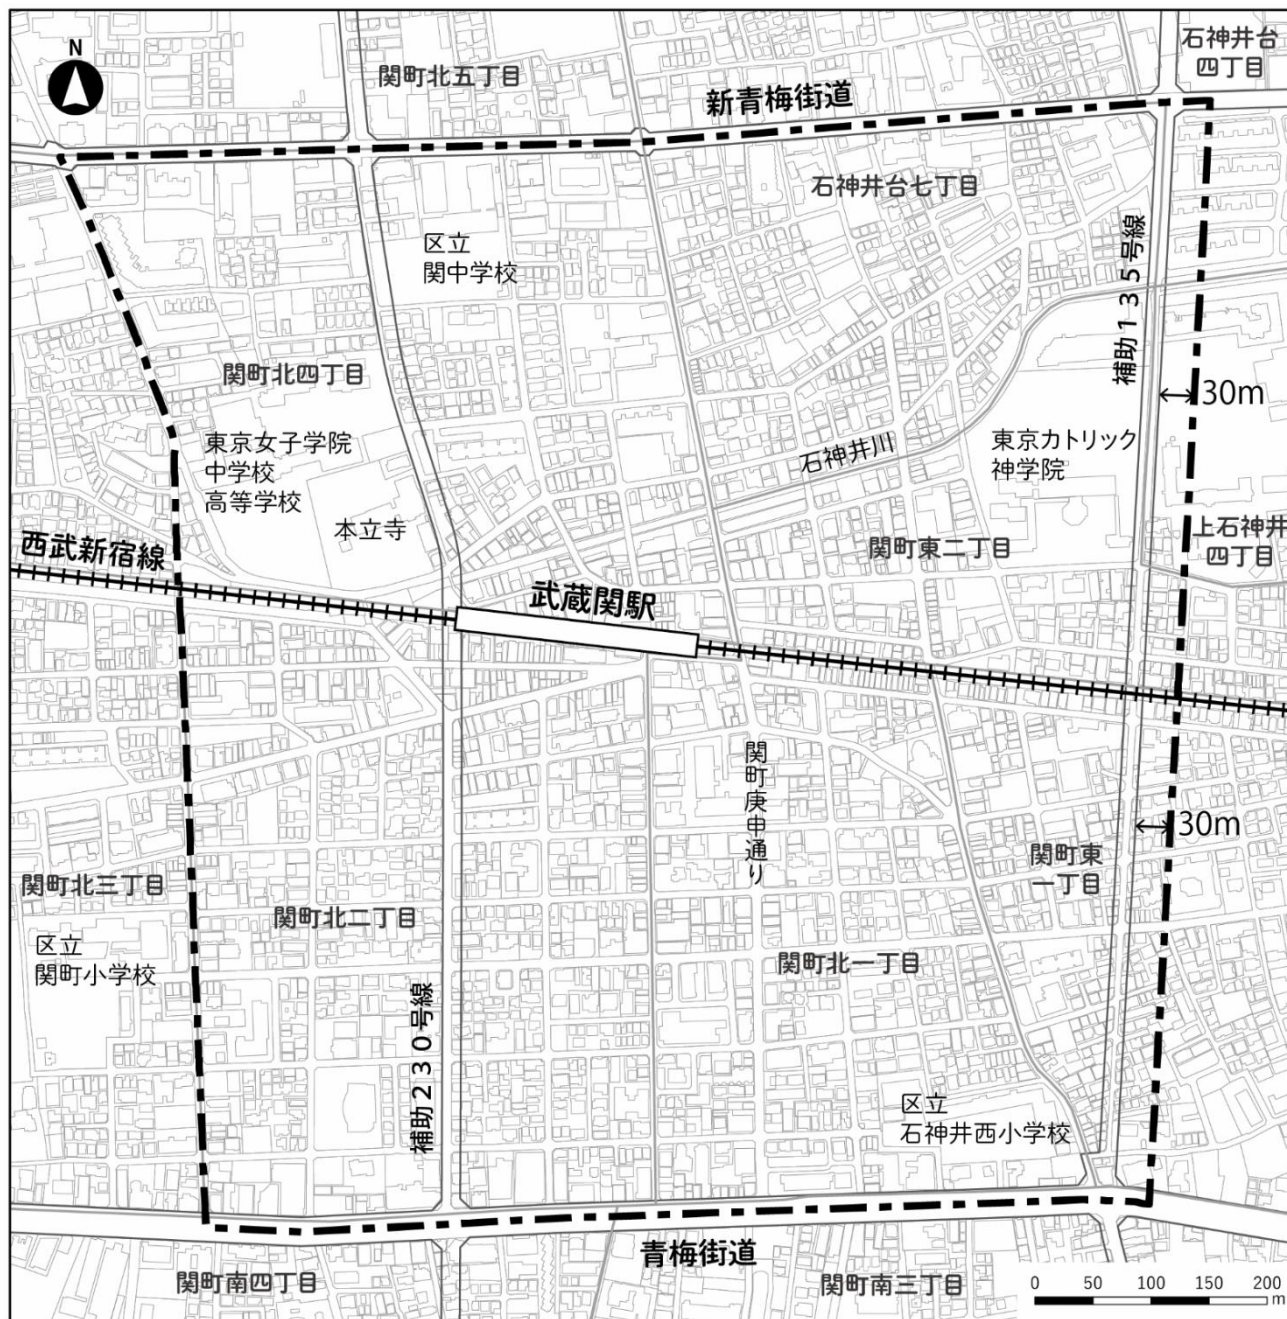 N
関町北五丁目
新青梅街道
石神井台
四丁目
石神井台七丁目
区立
関中学校
補助135号線
関町北四丁目
30m
東京女子学院
中学校
高等学校
石神井川
東京カトリック
神学院
本立寺
西武新宿線
関町東二丁目
上石神井
四丁目
武蔵関駅
関町庚申通り
30m
関町東
一丁目
関町北三丁目
関町北二丁目
区立
関町小学校
関町北一丁目
補助230号線
区立
石神井西小学校
青梅街道
関町南四丁目
関町南三丁目
0 50 100 150 200
m